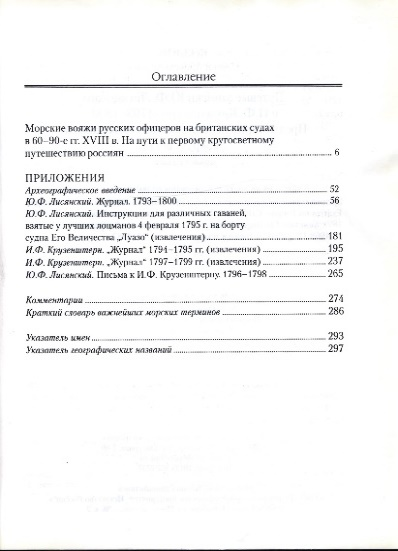 Оглавление
Морские вояжи русских офицеров на британских судах
в 60–90-е гг. XVIII в. На пути к первому кругосветному
путешествию россиян 6
ПРИЛОЖЕНИЯ
Археографическое введение 52
Ю.Ф. Лисянский. Журнал. 1793–1800 56
Ю.Ф. Лисянский. Инструкции для различных гаваней,
взятые у лучших лоцманов 4 февраля 1795 г. на борту
судна Его Величества „Луазо“ (извлечения) 181
И.Ф. Крузенштерн. „Журнал“ 1794–1795 гг. (извлечения) 195
И.Ф. Крузенштерн. „Журнал“ 1797–1799 гг. (извлечения) 237
Ю.Ф. Лисянский. Письма к И.Ф. Крузенштерну. 1796–1798 265
Комментарии 274
Краткий словарь важнейших морских терминов 286
Указатель имен 293
Указатель географических названий 297